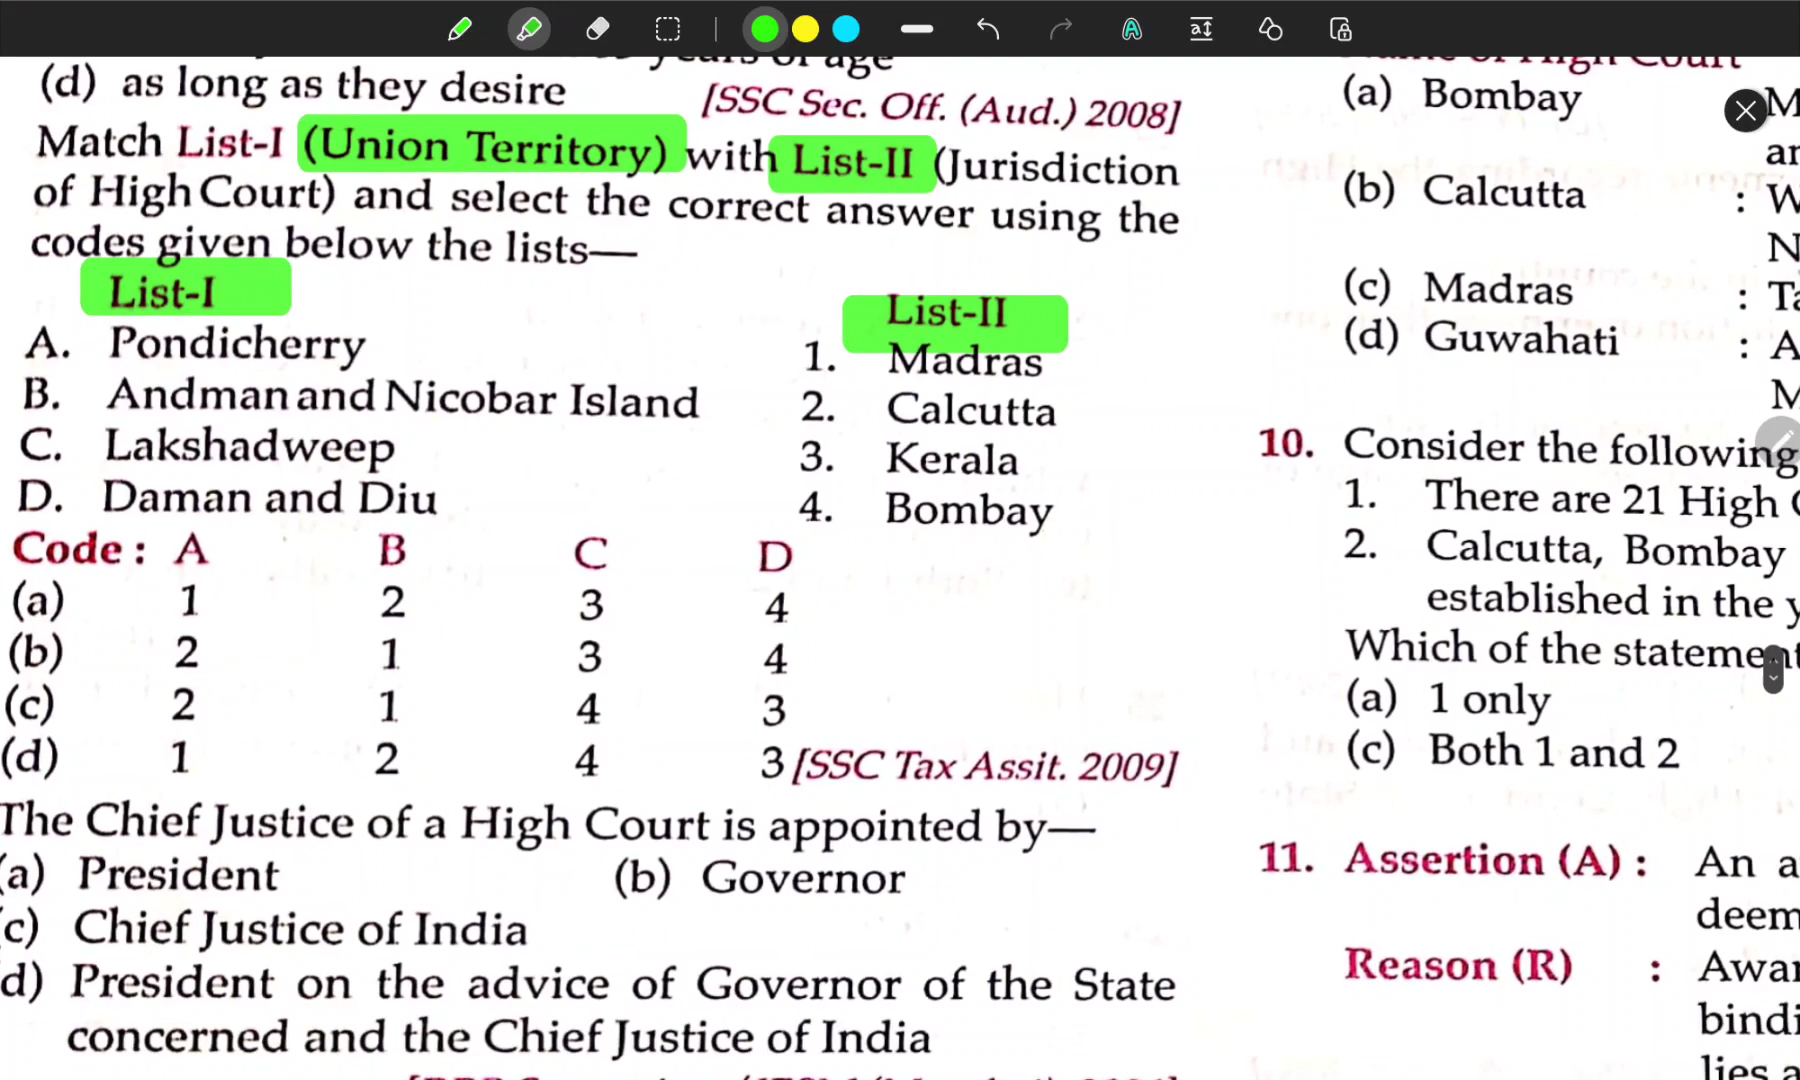 (d) as long as they desire
[SSC Sec. Off. (Aud.) 2008]
Match List-I (Union Territory) with List-II (Jurisdiction
of High Court) and select the correct answer using the
codes given below the lists—
List-I List-II
A. Pondicherry 1. Madras
B. Andman and Nicobar Island 2. Calcutta
C. Lakshadweep 3. Kerala
D. Daman and Diu 4. Bombay
Code : A B C D
(a) 1 2 3 4
(b) 2 1 3 4
(c) 2 1 4 3
(d) 1 2 4 3 [SSC Tax Assit. 2009]
The Chief Justice of a High Court is appointed by—
(a) President (b) Governor
(c) Chief Justice of India
(d) President on the advice of Governor of the State
concerned and the Chief Justice of India
(a) Bombay
(b) Calcutta :
(c) Madras :
(d) Guwahati :
10. Consider the following
1. There are 21 High
2. Calcutta, Bombay
established in the
Which of the
(a) 1 only
(c) Both 1 and 2
11. Assertion (A) : An
Reason (R) :